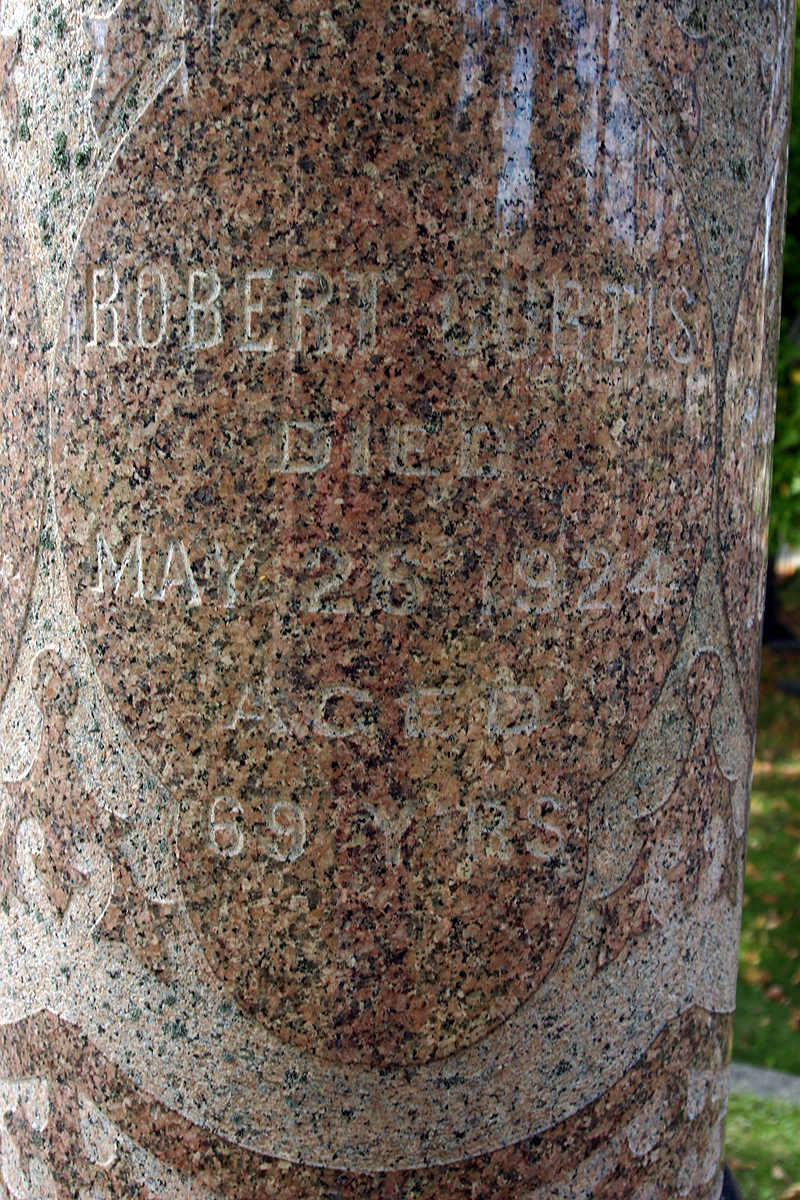 ROBERT CURTIS
DIED
MAY 26 1924
AGED
69 Y'RS